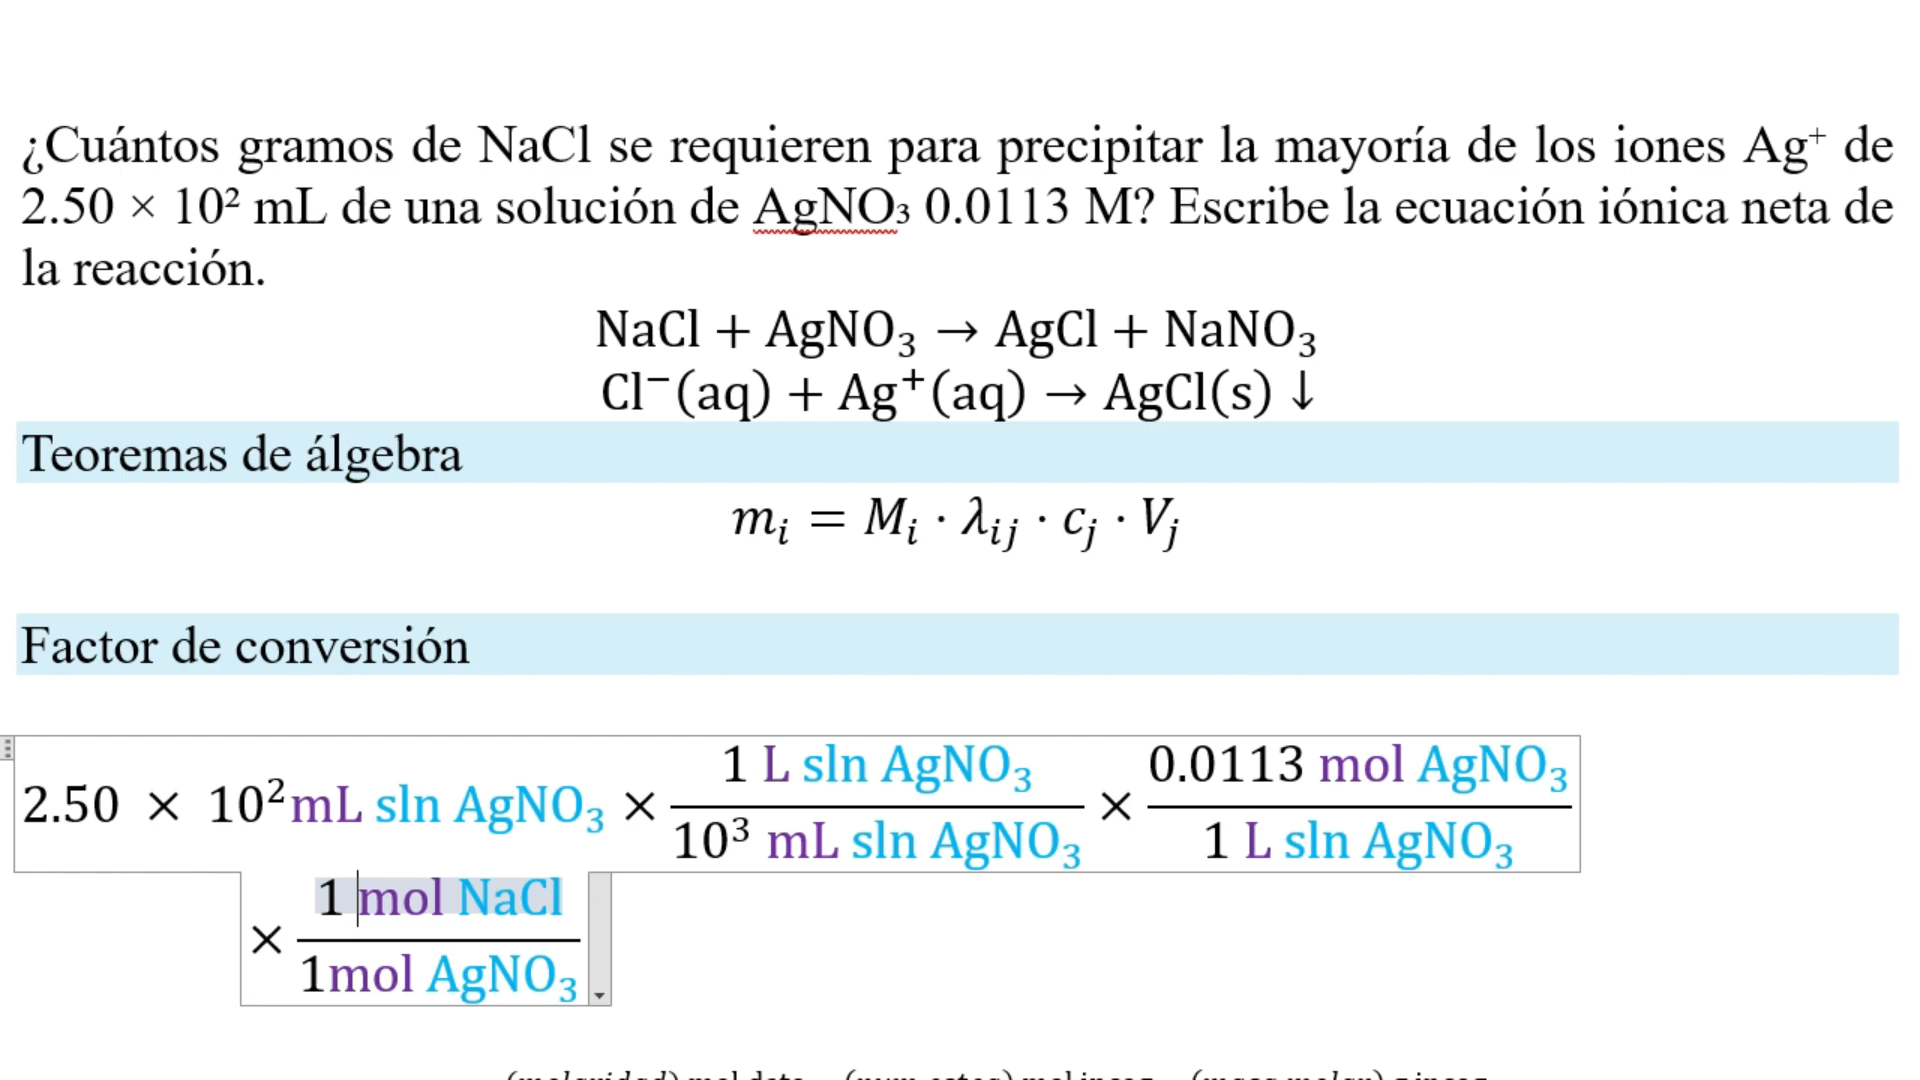 ¿Cuántos gramos de NaCl se requieren para precipitar la mayoría de los iones Ag⁺ de
2.50 × 10² mL de una solución de AgNO₃ 0.0113 M? Escribe la ecuación iónica neta de
la reacción.
NaCl + AgNO₃ → AgCl + NaNO₃
Cl⁻(aq) + Ag⁺(aq) → AgCl(s) ↓
Teoremas de álgebra
mᵢ = Mᵢ · λᵢⱼ · cⱼ · Vⱼ
Factor de conversión
2.50 × 10² mL sln AgNO₃ × (1 L sln AgNO₃)/(10³ mL sln AgNO₃) × (0.0113 mol AgNO₃)/(1 L sln AgNO₃)
× (1 mol NaCl)/(1mol AgNO₃)